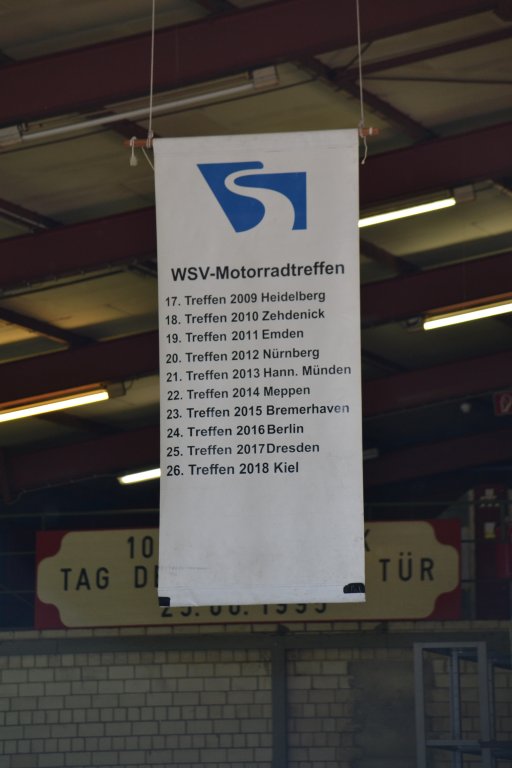 WSV-Motorradtreffen
17. Treffen 2009 Heidelberg
18. Treffen 2010 Zehdenick
19. Treffen 2011 Emden
20. Treffen 2012 Nürnberg
21. Treffen 2013 Hann. Münden
22. Treffen 2014 Meppen
23. Treffen 2015 Bremerhaven
24. Treffen 2016 Berlin
25. Treffen 2017 Dresden
26. Treffen 2018 Kiel
10
TAG TÜR
1995